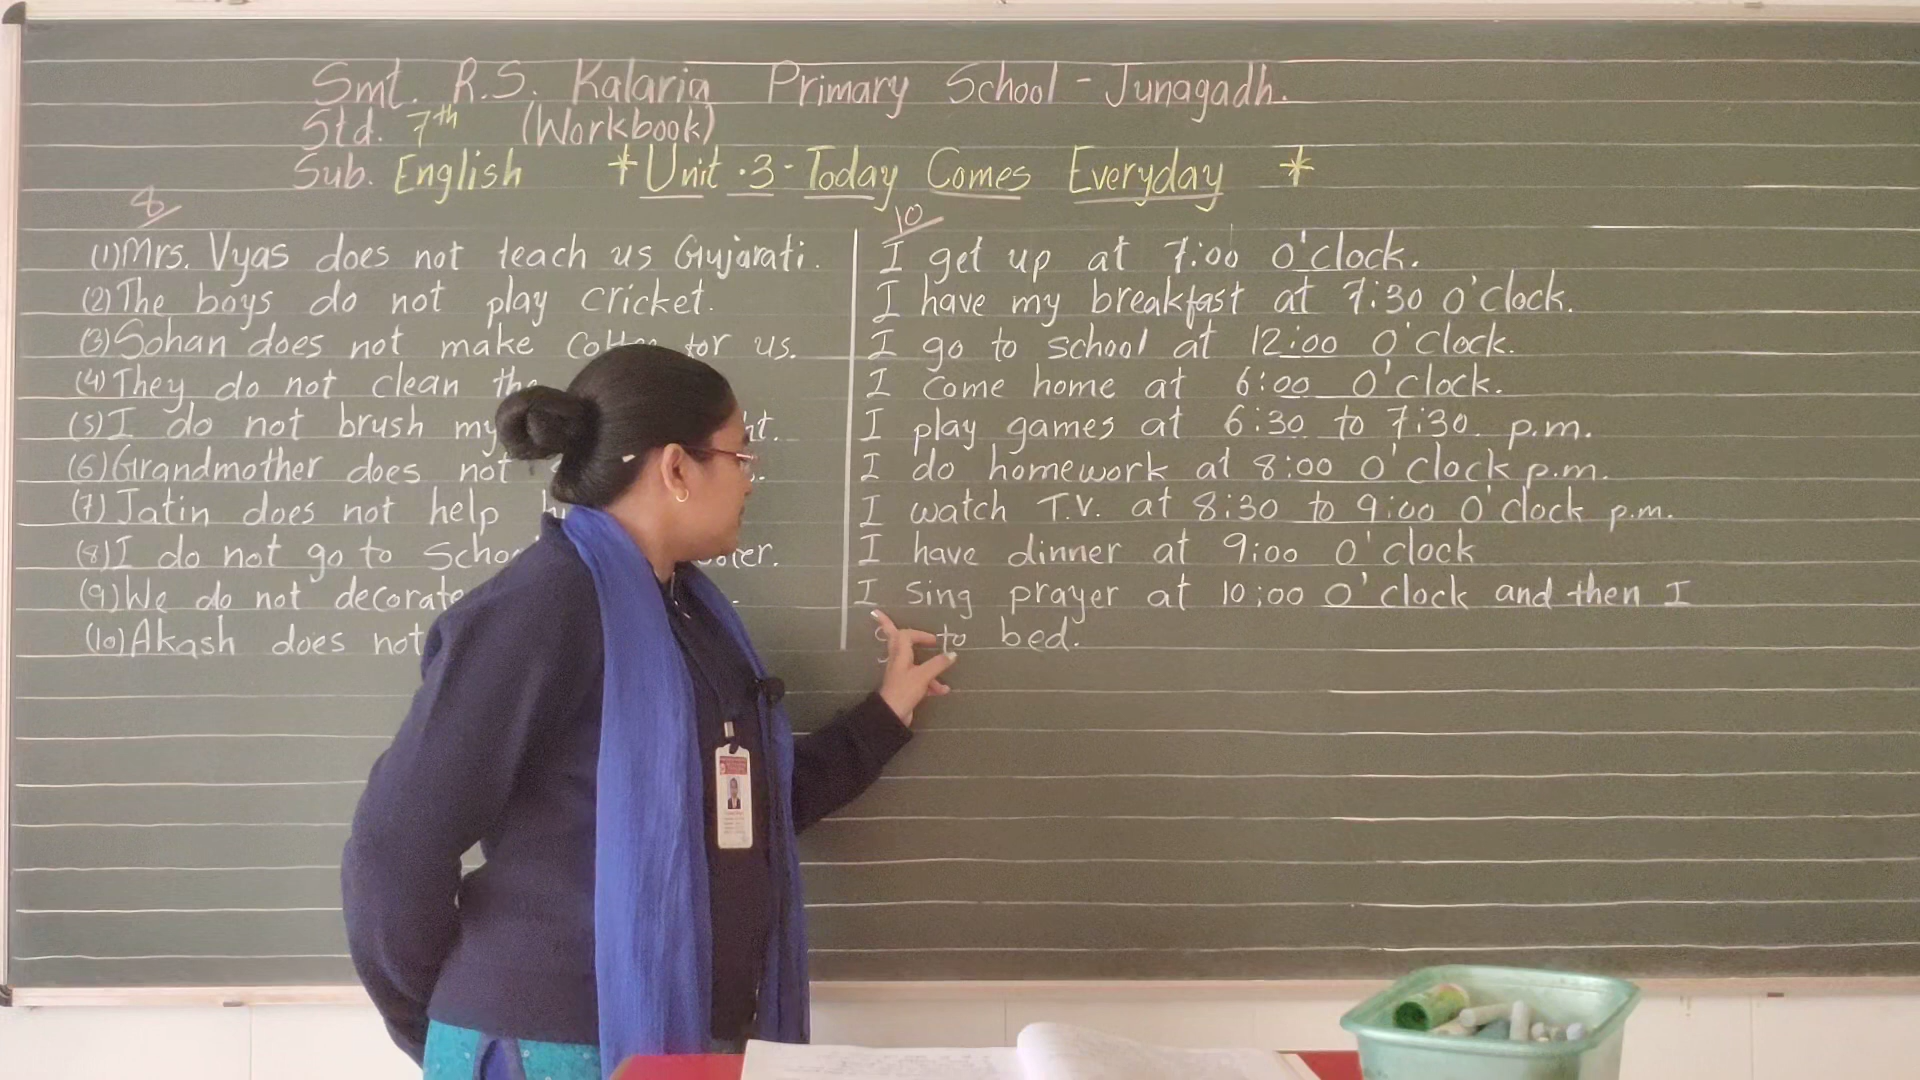 Smt. R.S. Kalaria Primary School - Junagadh.
Std. 7th (Workbook)
Sub. English * Unit.3 - Today Comes Everyday *
8
(1) Mrs. Vyas does not teach us Gujarati.
(2) The boys do not play cricket.
(3) Sohan does not make for us.
(4) They do not clean the
(5) I do not brush my
(6) Grandmother does not
(7) Jatin does not help
(8) I do not go to
(9) We do not decorate
(10) Akash does not
10
I get up at 7:00 O'clock.
I have my breakfast at 7:30 O'clock.
I go to school at 12:00 O'clock.
I come home at 6:00 O'clock.
I play games at 6:30 to 7:30 p.m.
I do homework at 8:00 O'clock p.m.
I watch T.V. at 8:30 to 9:00 O'clock p.m.
I have dinner at 9:00 O'clock
I sing prayer at 10:00 O'clock and then I
to bed.